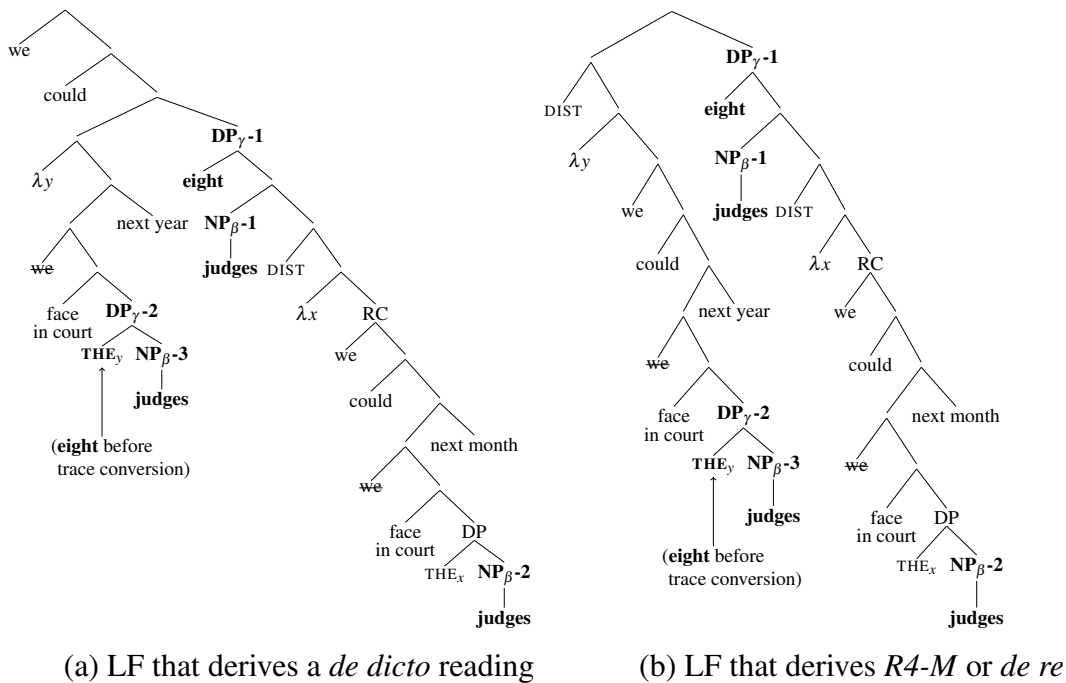 we
could
DPγ-1
λy
eight
we
next year
NPβ-1
judges
DIST
face
in court
DPγ-2
THEy
NPβ-3
judges
(eight before
trace conversion)
λx
RC
we
could
next month
we
face
in court
DP
THEx
NPβ-2
judges
(a) LF that derives a de dicto reading
DPγ-1
DIST
eight
λy
NPβ-1
judges
we
could
next year
we
face
in court
DPγ-2
THEy
NPβ-3
judges
(eight before
trace conversion)
DIST
λx
RC
we
could
next month
we
face
in court
DP
THEx
NPβ-2
judges
(b) LF that derives R4-M or de re